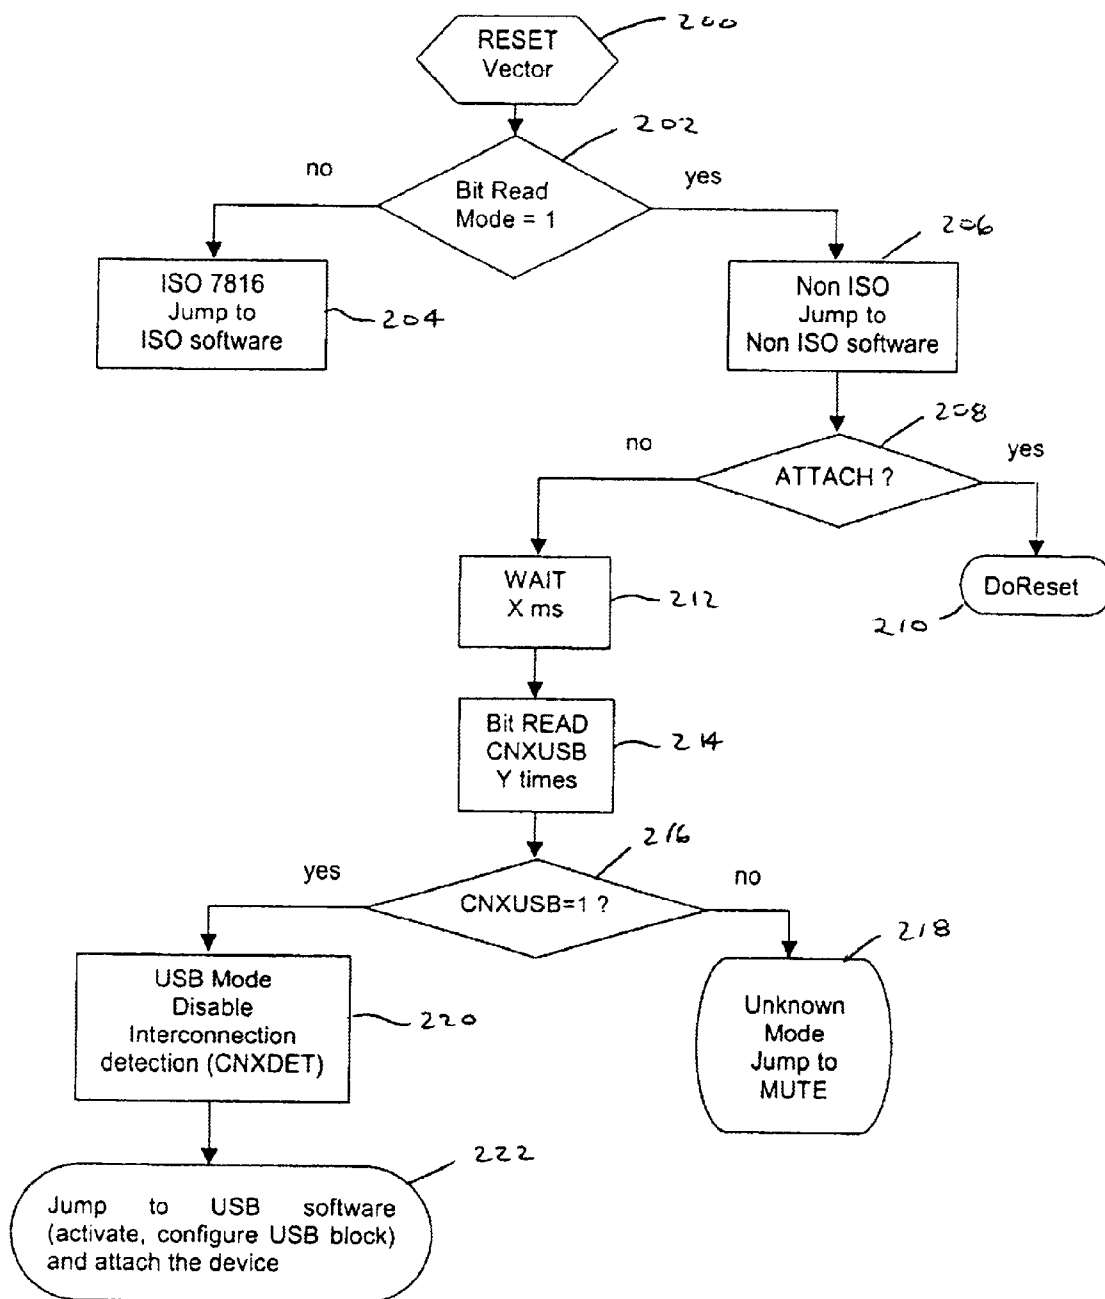 RESET
Vector
200
202
no
yes
Bit Read
Mode = 1
206
ISO 7816
Jump to
ISO software
204
Non ISO
Jump to
Non ISO software
208
no
yes
ATTACH ?
WAIT
X ms
212
DoReset
210
Bit READ
CNXUSB
Y times
214
216
yes
no
CNXUSB=1 ?
218
USB Mode
Disable
Interconnection
detection (CNXDET)
220
Unknown
Mode
Jump to
MUTE
222
Jump to USB software
(activate, configure USB block)
and attach the device